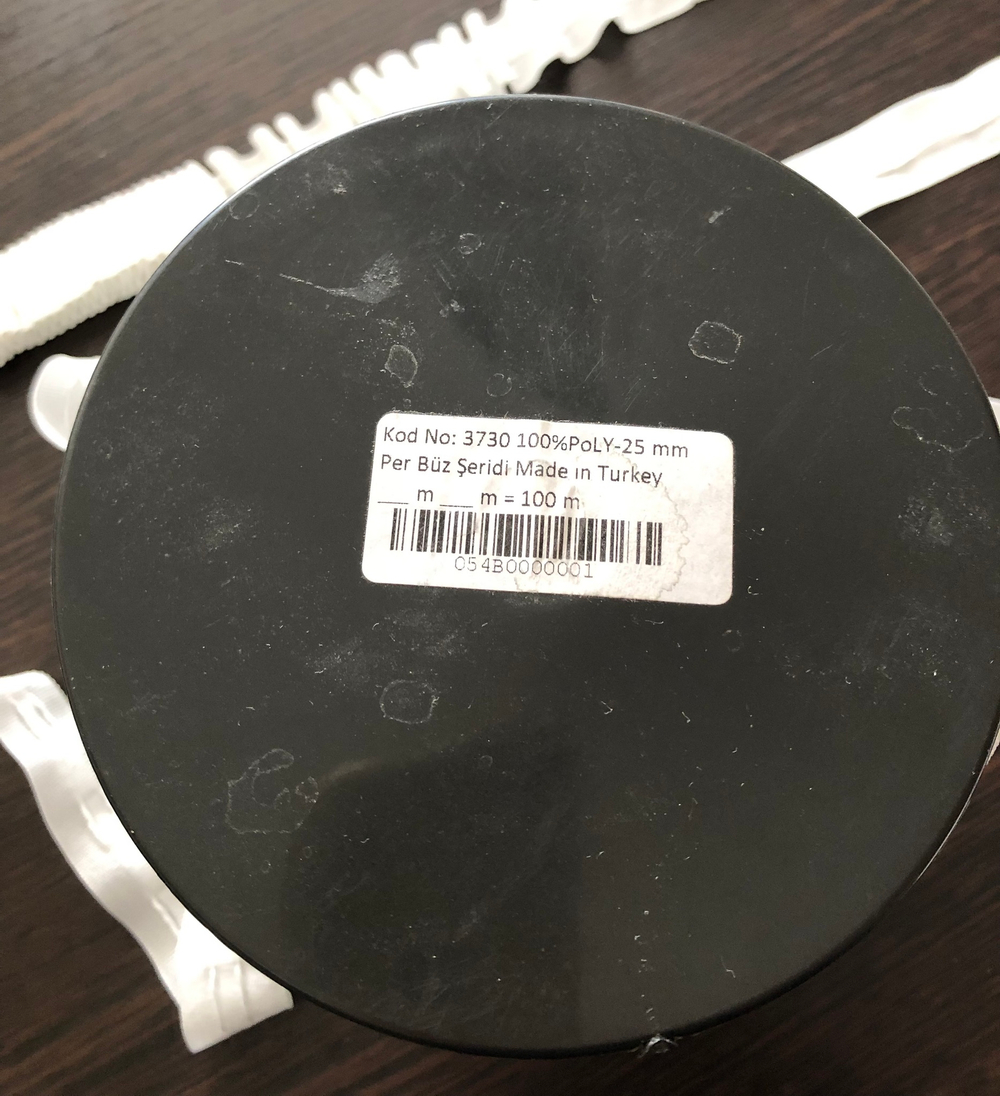 Kod No: 3730 100%PoLY-25 mm
Per Büz Şeridi Made ın Turkey
___ m ___ m = 100 m
054B0000001